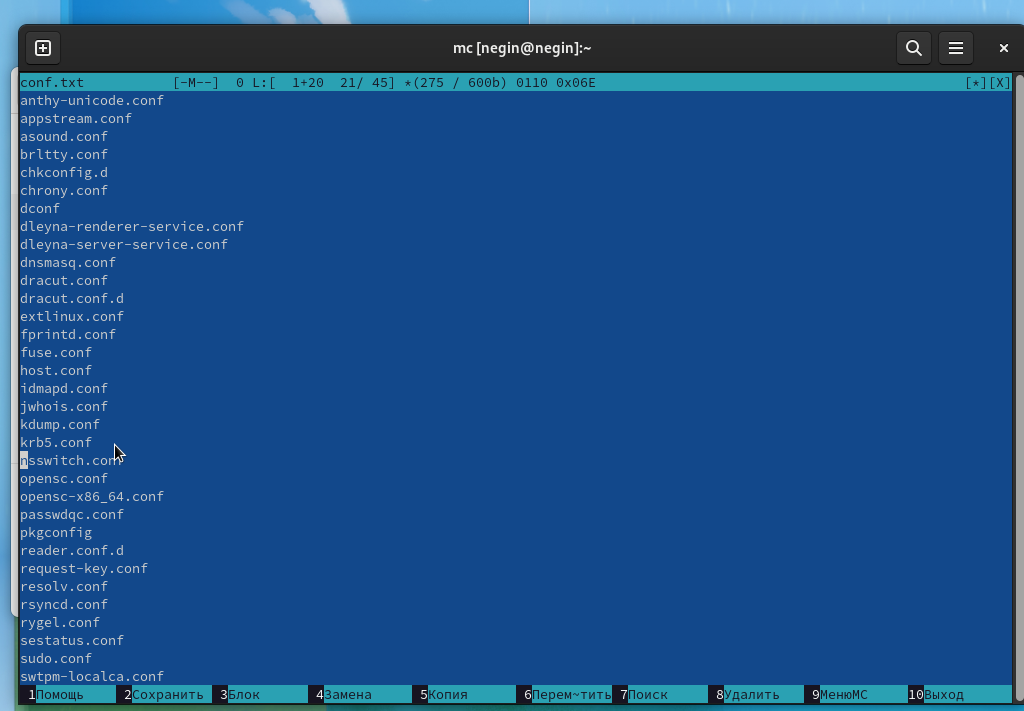 mc [negin@negin]:~
conf.txt [-M--] 0 L:[ 1+20 21/ 45] *(275 / 600b) 0110 0x06E [*][X]
anthy-unicode.conf
appstream.conf
asound.conf
brltty.conf
chkconfig.d
chrony.conf
dconf
dleyna-renderer-service.conf
dleyna-server-service.conf
dnsmasq.conf
dracut.conf
dracut.conf.d
extlinux.conf
fprintd.conf
fuse.conf
host.conf
idmapd.conf
jwhois.conf
kdump.conf
krb5.conf
nsswitch.conf
opensc.conf
opensc-x86_64.conf
passwdqc.conf
pkgconfig
reader.conf.d
request-key.conf
resolv.conf
rsyncd.conf
rygel.conf
sestatus.conf
sudo.conf
swtpm-localca.conf
1Помощь 2Сохранить 3Блок 4Замена 5Копия 6Перем~тить 7Поиск 8Удалить 9МенюMC 10Выход